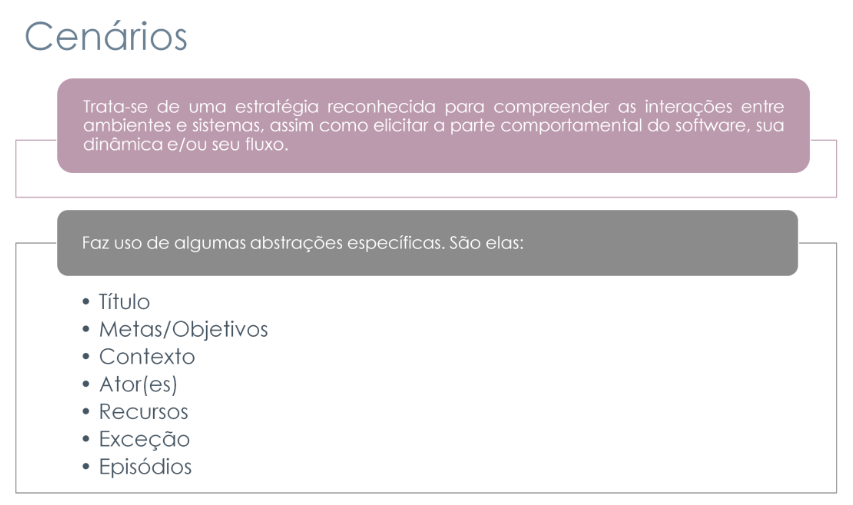 Cenários
Trata-se de uma estratégia reconhecida para compreender as interações entre
ambientes e sistemas, assim como elicitar a parte comportamental do software, sua
dinâmica e/ou seu fluxo.
Faz uso de algumas abstrações específicas. São elas:
• Título
• Metas/Objetivos
• Contexto
• Ator(es)
• Recursos
• Exceção
• Episódios